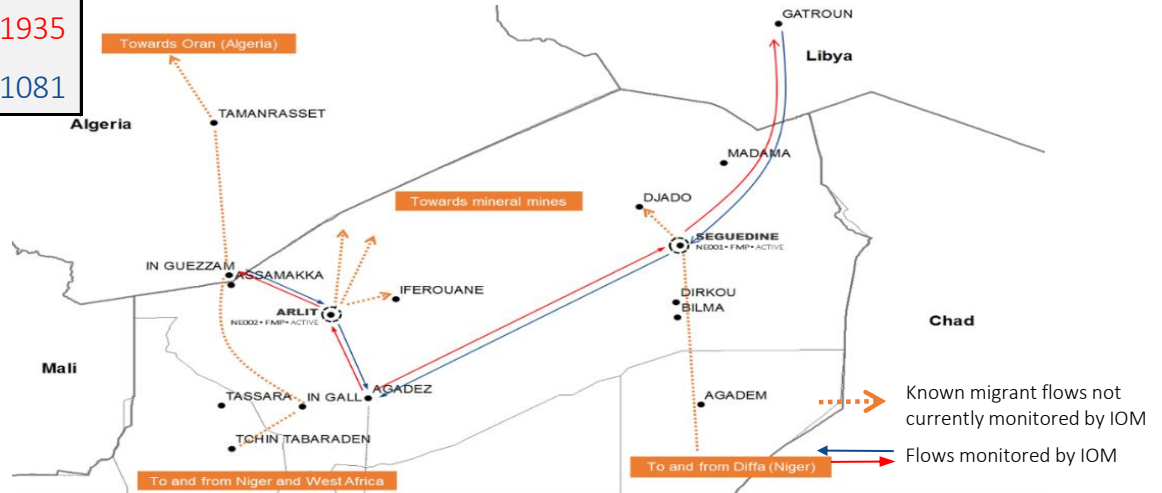 1935
1081
GATROUN
Libya
Towards Oran (Algeria)
TAMANRASSET
Algeria
MADAMA
Towards mineral mines
DJADO
SEGUEDINE
NE001 • FMP • ACTIVE
IN GUEZZAM
ASSAMAKKA
IFEROUANE
ARLIT
NE002 • FMP • ACTIVE
DIRKOU
BILMA
Chad
Mali
AGADEZ
TASSARA
IN GALL
AGADEM
Known migrant flows not
currently monitored by IOM
TCHIN TABARADEN
Flows monitored by IOM
To and from Diffa (Niger)
To and from Niger and West Africa